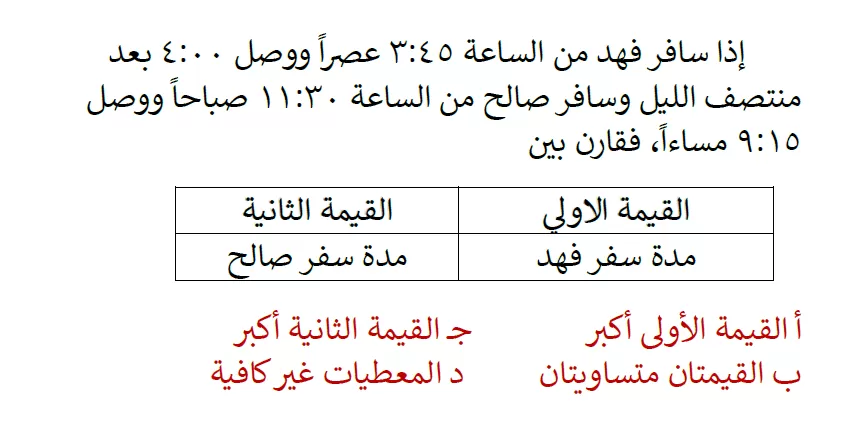 إذا سافر فهد من الساعة ٣:٤٥ عصراً ووصل ٤:٠٠ بعد
منتصف الليل وسافر صالح من الساعة ١١:٣٠ صباحاً ووصل
٩:١٥ مساءاً، فقارن بين
القيمة الاولي القيمة الثانية
مدة سفر فهد مدة سفر صالح
أ القيمة الأولى أكبر جـ القيمة الثانية أكبر
ب القيمتان متساويتان د المعطيات غير كافية